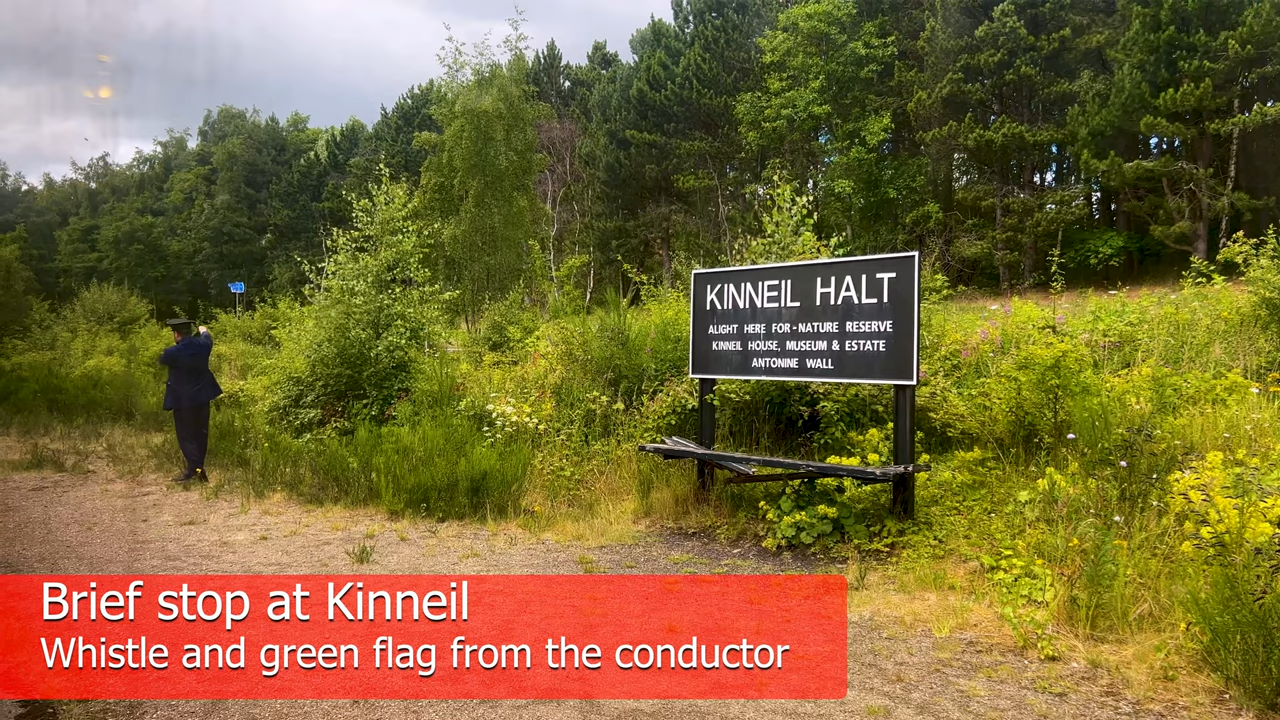 KINNEIL HALT
ALIGHT HERE FOR-NATURE RESERVE
KINNEIL HOUSE, MUSEUM & ESTATE
ANTONINE WALL
Brief stop at Kinneil
Whistle and green flag from the conductor